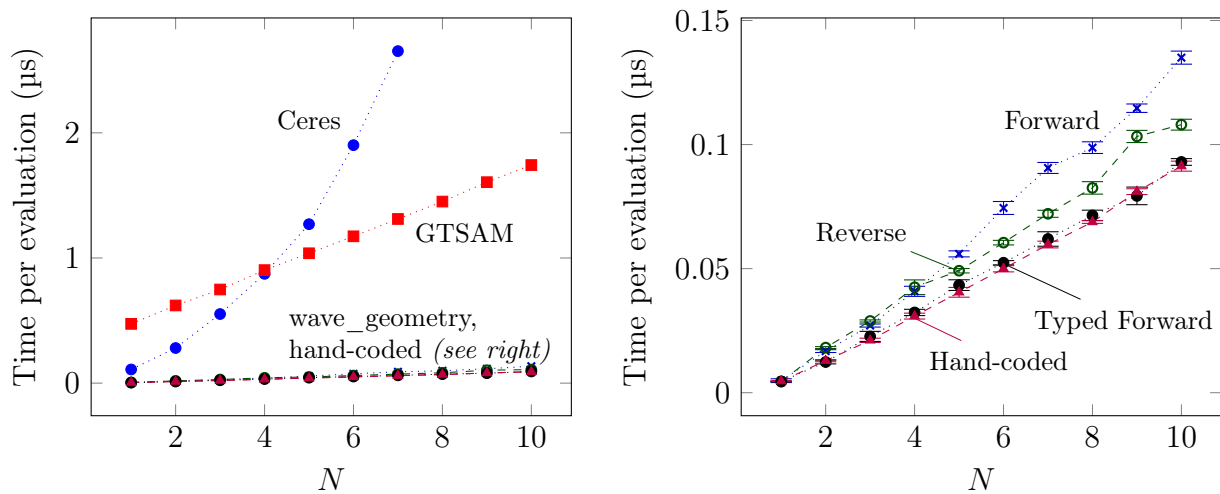 Time per evaluation (µs)
2
1
0
2
4
6
8
10
N
Ceres
GTSAM
wave_geometry,
hand-coded (see right)
Time per evaluation (µs)
0.15
0.1
0.05
0
2
4
6
8
10
N
Forward
Reverse
Typed Forward
Hand-coded